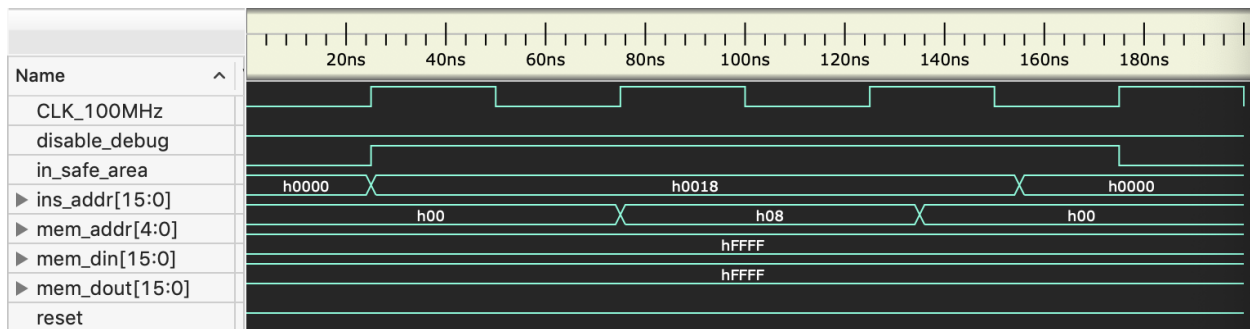 20ns 40ns 60ns 80ns 100ns 120ns 140ns 160ns 180ns
Name
CLK_100MHz
disable_debug
in_safe_area
ins_addr[15:0] h0000 h0018 h0000
mem_addr[4:0] h00 h08 h00
mem_din[15:0] hFFFF
mem_dout[15:0] hFFFF
reset